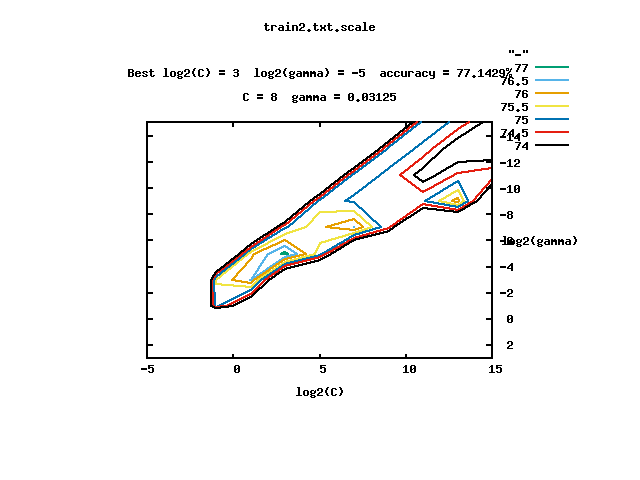 train2.txt.scale
"-"
Best log2(C) = 3  log2(gamma) = -5  accuracy = 77.1429%
77
76.5
76
75.5
75
74.5
74
C = 8  gamma = 0.03125
-14
-12
-10
-8
-6
log2(gamma)
-4
-2
0
2
-5 0 5 10 15
log2(C)